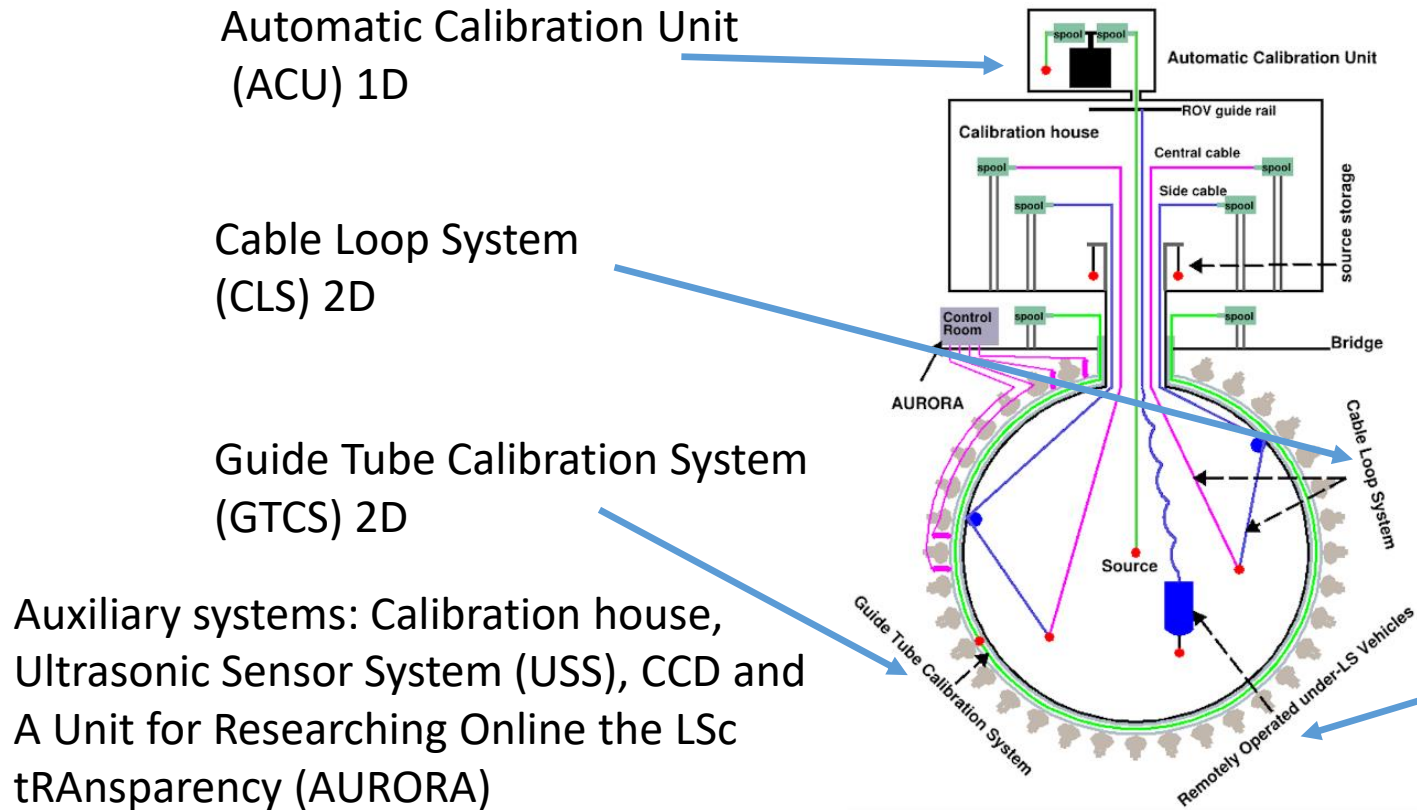 Automatic Calibration Unit
(ACU) 1D
Cable Loop System
(CLS) 2D
Guide Tube Calibration System
(GTCS) 2D
Auxiliary systems: Calibration house,
Ultrasonic Sensor System (USS), CCD and
A Unit for Researching Online the LSc
tRAnsparency (AURORA)
spool spool
Automatic Calibration Unit
ROV guide rail
Calibration house
Central cable
spool
spool
Side cable
spool
spool
source storage
Control
Room
spool
spool
Bridge
AURORA
Cable Loop System
Source
Guide Tube Calibration System
Remotely Operated under-LS Vehicles